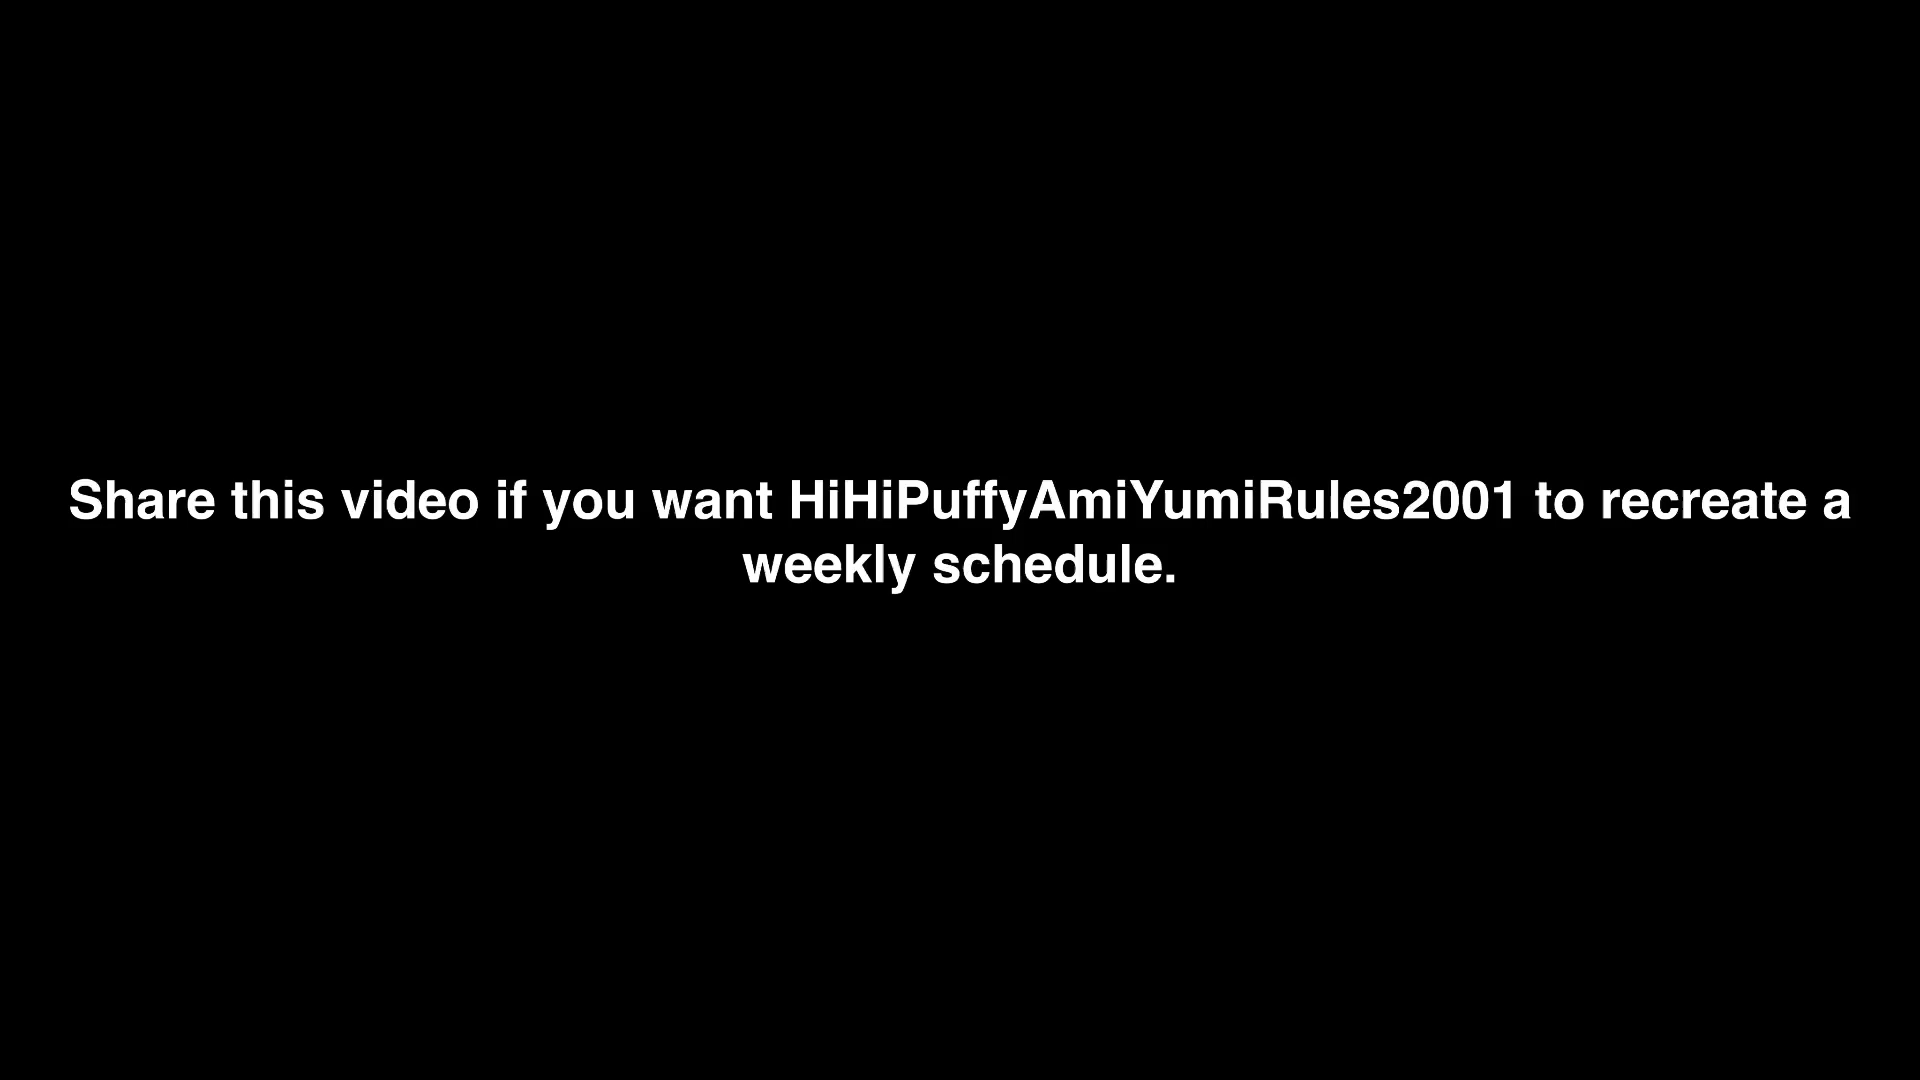 Share this video if you want HiHiPuffyAmiYumiRules2001 to recreate a
weekly schedule.